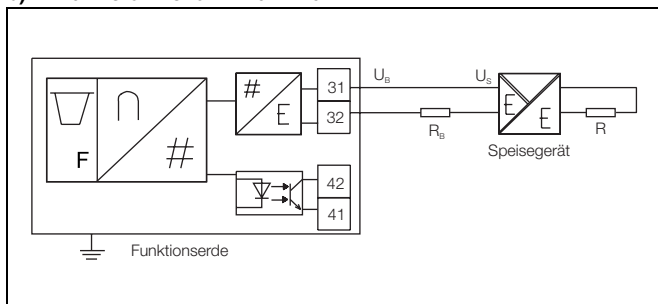 31
32
42
41
U_B
U_S
R_B
R
F
∩
#
#
E
E
E
Speisegerät
Funktionserde